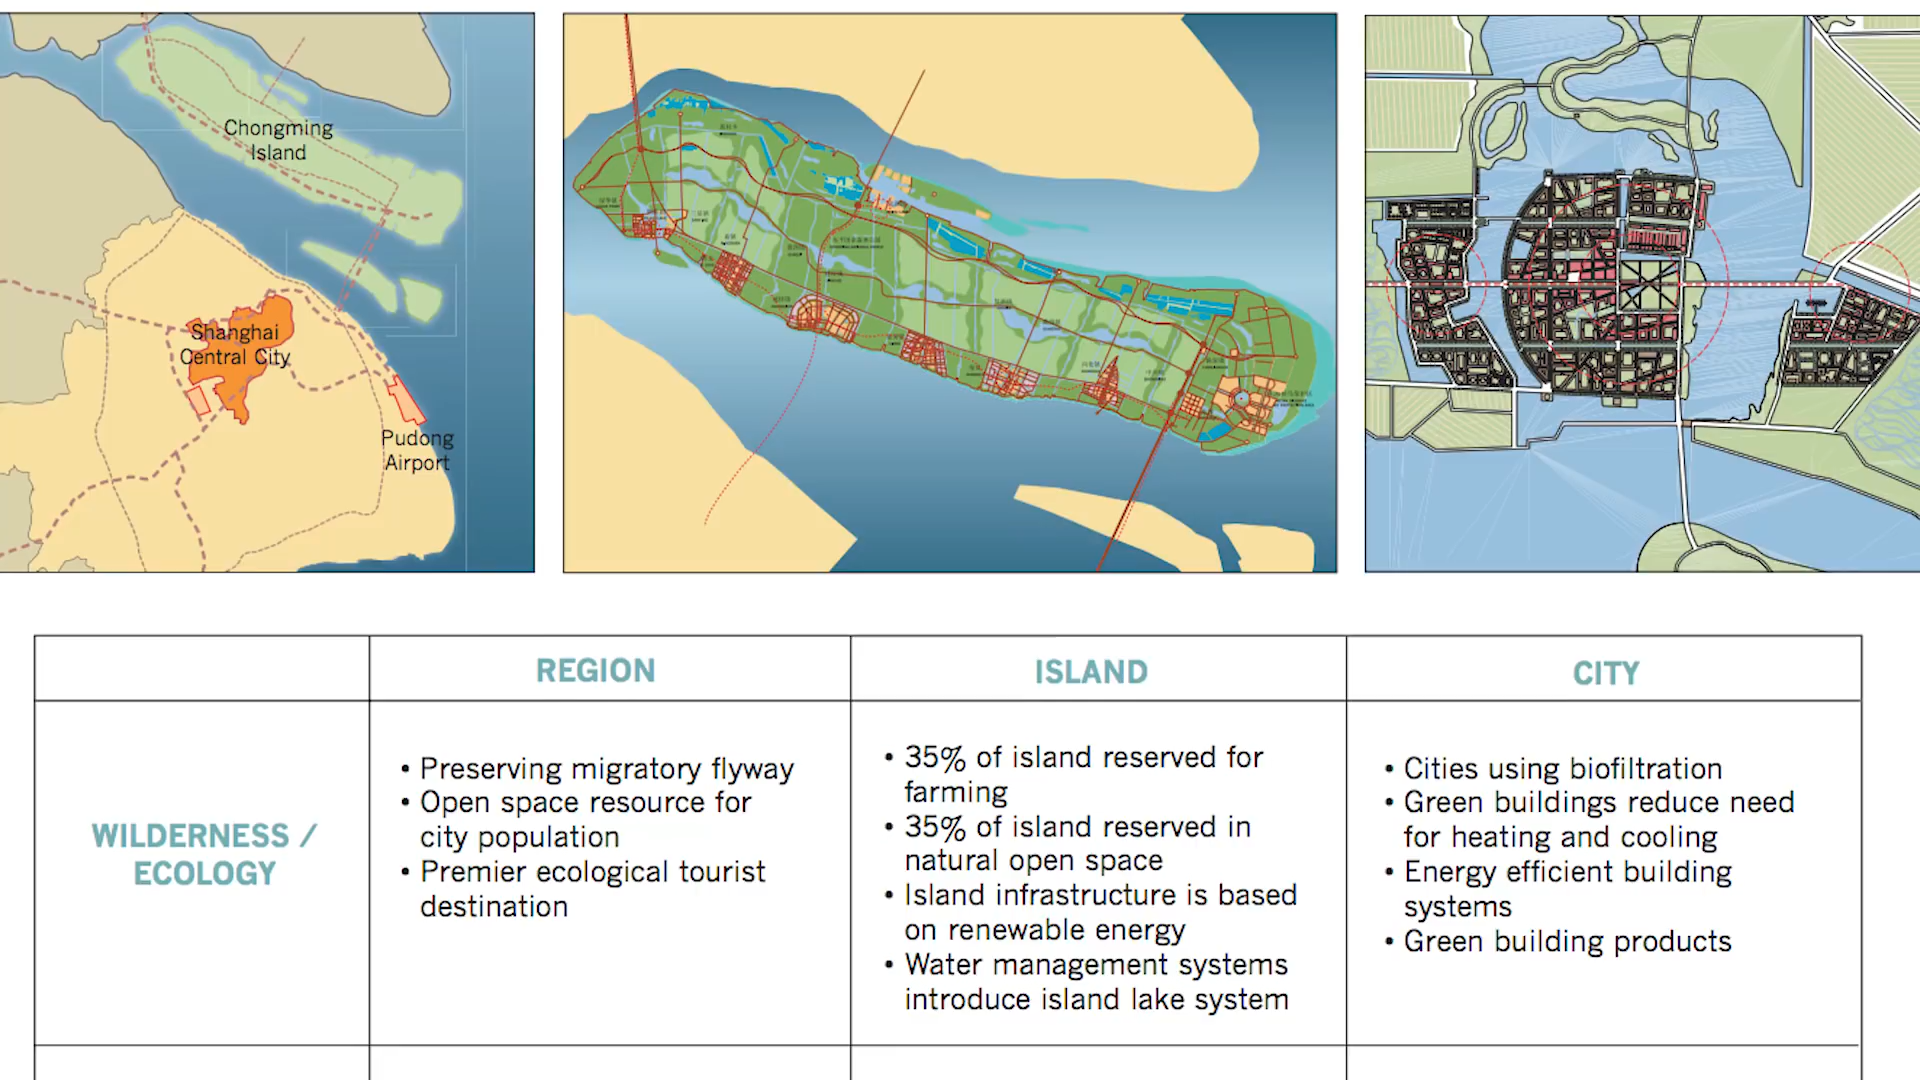 Chongming
Island
Shanghai
Central City
Pudong
Airport
REGION
ISLAND
CITY
WILDERNESS /
ECOLOGY
• Preserving migratory flyway
• Open space resource for
city population
• Premier ecological tourist
destination
• 35% of island reserved for
farming
• 35% of island reserved in
natural open space
• Island infrastructure is based
on renewable energy
• Water management systems
introduce island lake system
• Cities using biofiltration
• Green buildings reduce need
for heating and cooling
• Energy efficient building
systems
• Green building products